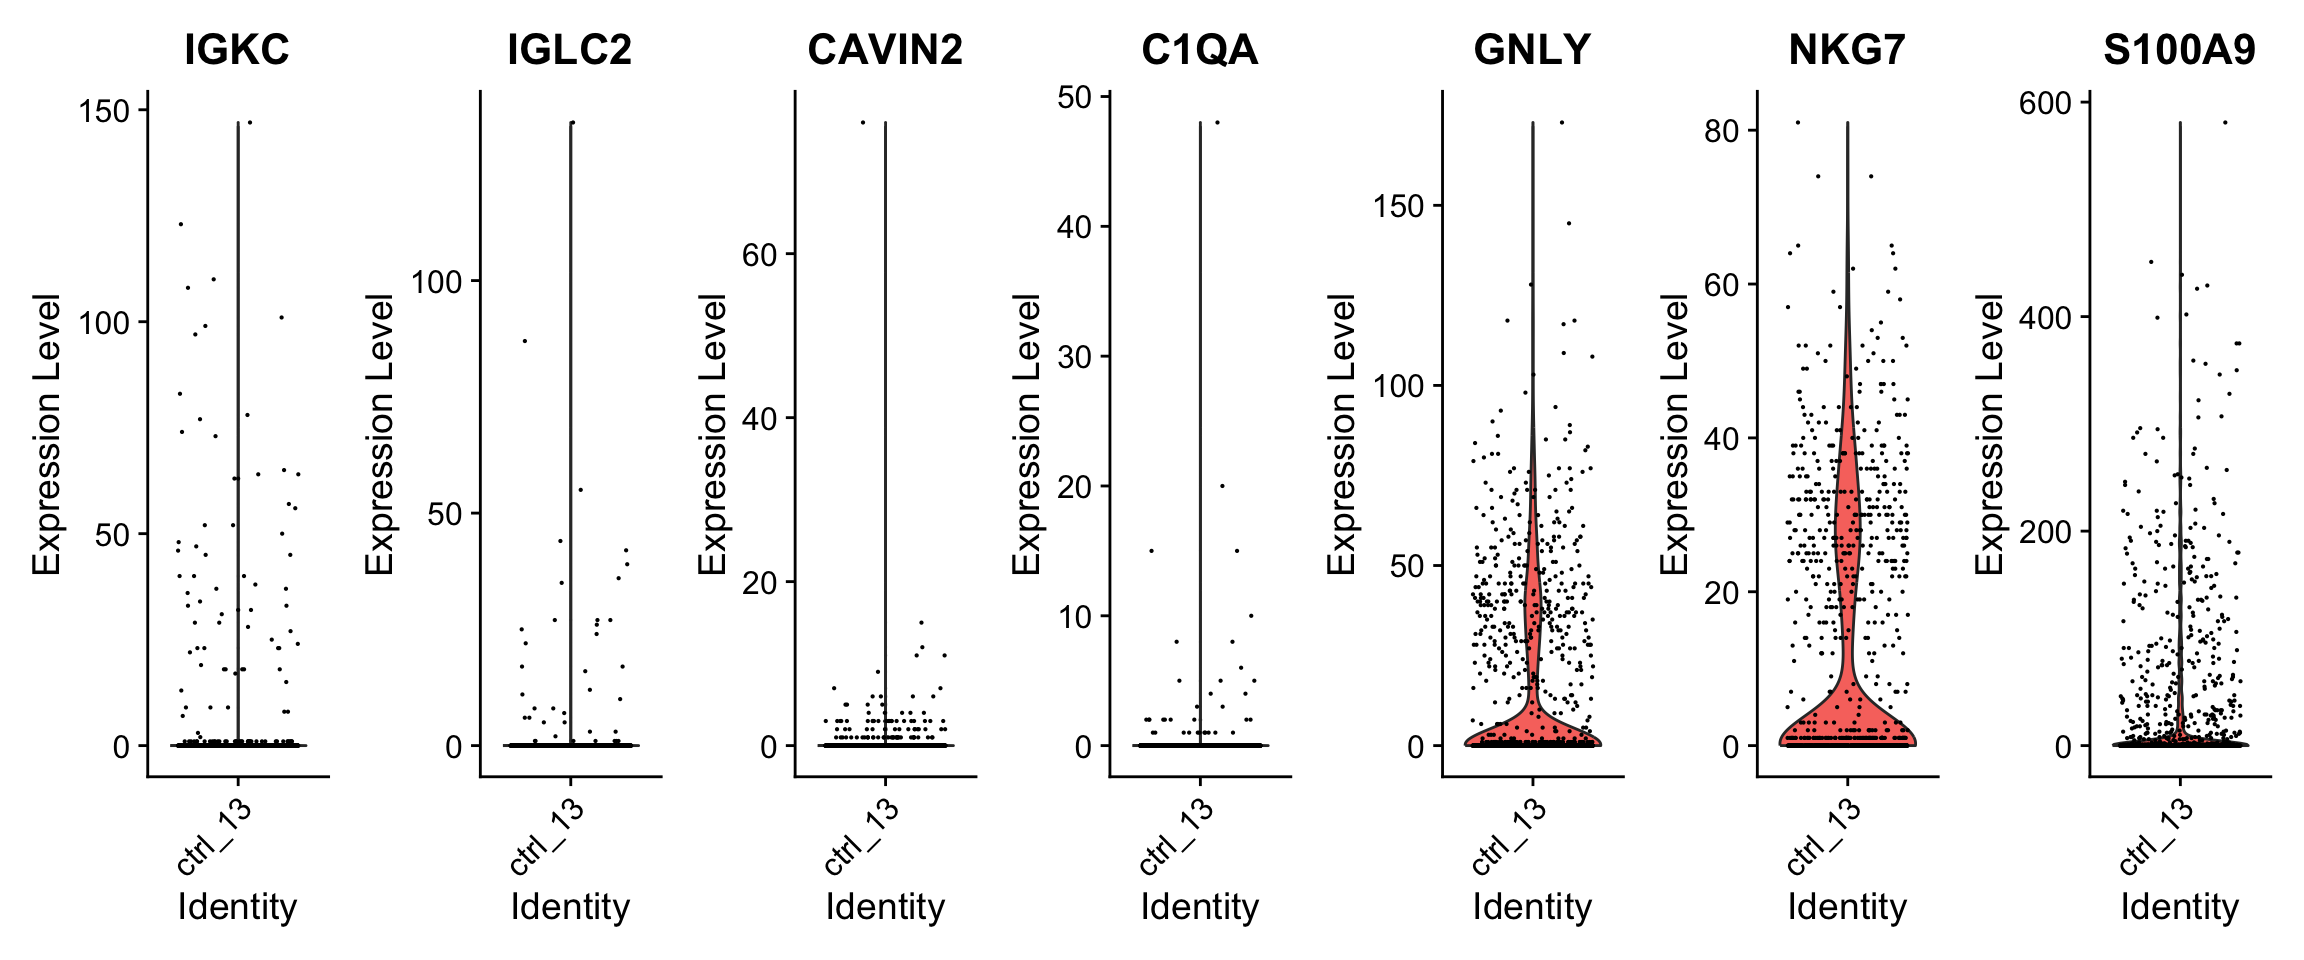 IGKC
Expression Level
150
100
50
0
ctrl_13
Identity
IGLC2
Expression Level
100
50
0
ctrl_13
Identity
CAVIN2
Expression Level
60
40
20
0
ctrl_13
Identity
C1QA
Expression Level
50
40
30
20
10
0
ctrl_13
Identity
GNLY
Expression Level
150
100
50
0
ctrl_13
Identity
NKG7
Expression Level
80
60
40
20
0
ctrl_13
Identity
S100A9
Expression Level
600
400
200
0
ctrl_13
Identity